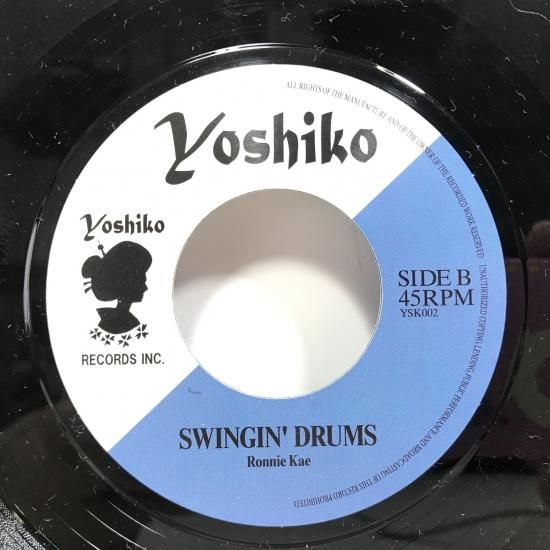 Yoshiko
Yoshiko
RECORDS INC.
SIDE B
45RPM
YSK002
SWINGIN' DRUMS
Ronnie Kae
ALL RIGHTS OF THE MANUFACTURE AND OF THE OWNER OF THE RECORDED WORK RESERVED
UNAUTHORIZED COPYING, LENDING, PUBLIC PERFORMANCE AND BROADCASTING OF THIS RECORD PROHIBITED